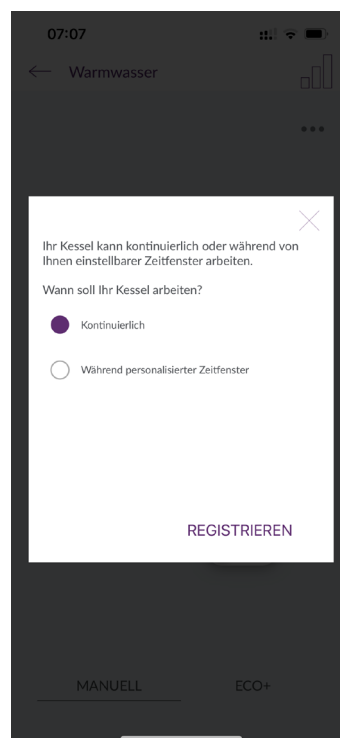 07:07
Warmwasser
Ihr Kessel kann kontinuierlich oder während von
Ihnen einstellbarer Zeitfenster arbeiten.
Wann soll Ihr Kessel arbeiten?
Kontinuierlich
Während personalisierter Zeitfenster
REGISTRIEREN
MANUELL
ECO+